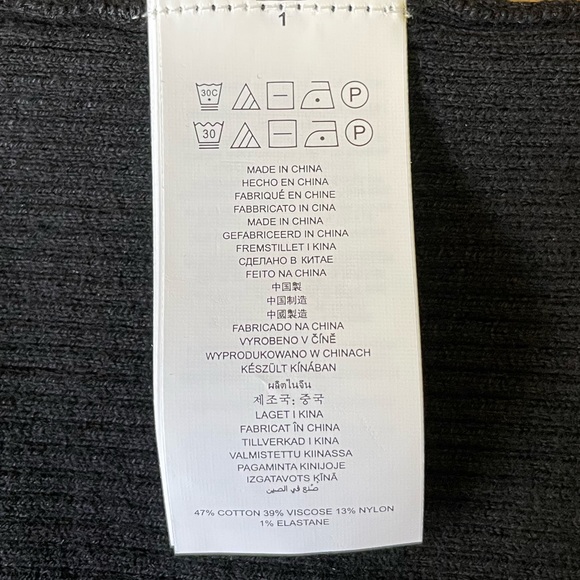 1
30C P
30 P
MADE IN CHINA
HECHO EN CHINA
FABRIQUÉ EN CHINE
FABBRICATO IN CINA
MADE IN CHINA
GEFABRICEERD IN CHINA
FREMSTILLET I KINA
СДЕЛАНО В КИТАЕ
FEITO NA CHINA
中国製
中国制造
中國製造
FABRICADO NA CHINA
VYROBENO V ČÍNĚ
WYPRODUKOWANO W CHINACH
KÉSZÜLT KÍNÁBAN
ผลิตในจีน
제조국: 중국
LAGET I KINA
FABRICAT ÎN CHINA
TILLVERKAD I KINA
VALMISTETTU KIINASSA
PAGAMINTA KINIJOJE
IZGATAVOTS ĶĪNĀ
صُنع في الصين
47% COTTON 39% VISCOSE 13% NYLON
1% ELASTANE